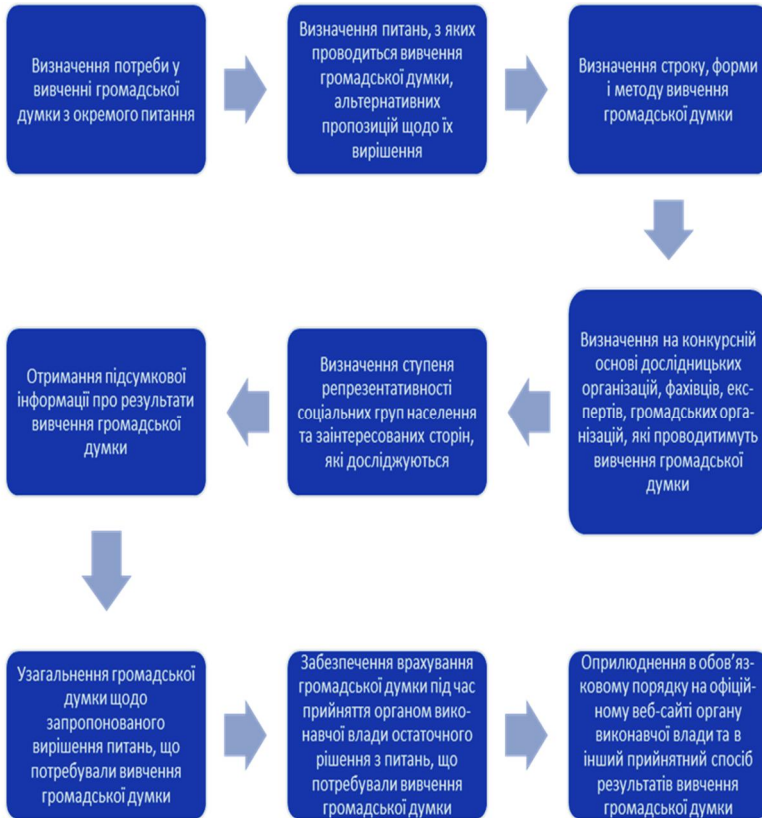 Визначення потреби у
вивченні громадської
думки з окремого питання
Визначення питань, з яких
проводиться вивчення
громадської думки,
альтернативних
пропозицій щодо їх
вирішення
Визначення строку, форми
і методу вивчення
громадської думки
Визначення на конкурсній
основі дослідницьких
організацій, фахівців, екс-
пертів, громадських орга-
нізацій, які проводитимуть
вивчення громадської
думки
Визначення ступеня
репрезентативності
соціальних груп населення
та заінтересованих сторін,
які досліджуються
Отримання підсумкової
інформації про результати
вивчення громадської
думки
Узагальнення громадської
думки щодо
запропонованого
вирішення питань, що
потребували вивчення
громадської думки
Забезпечення врахування
громадської думки під час
прийняття органом вико-
навчої влади остаточного
рішення з питань, що
потребували вивчення
громадської думки
Оприлюднення в обов’яз-
ковому порядку на офіцій-
ному веб-сайті органу
виконавчої влади та в
інший прийнятний спосіб
результатів вивчення
громадської думки